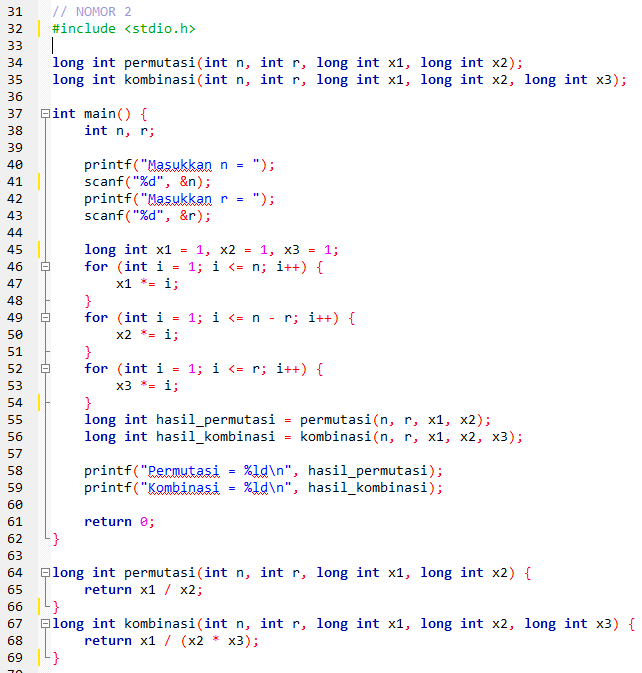 31 // NOMOR 2
32 #include <stdio.h>
33
34 long int permutasi(int n, int r, long int x1, long int x2);
35 long int kombinasi(int n, int r, long int x1, long int x2, long int x3);
36
37 int main() {
38     int n, r;
39
40     printf("Masukkan n = ");
41     scanf("%d", &n);
42     printf("Masukkan r = ");
43     scanf("%d", &r);
44
45     long int x1 = 1, x2 = 1, x3 = 1;
46     for (int i = 1; i <= n; i++) {
47         x1 *= i;
48     }
49     for (int i = 1; i <= n - r; i++) {
50         x2 *= i;
51     }
52     for (int i = 1; i <= r; i++) {
53         x3 *= i;
54     }
55     long int hasil_permutasi = permutasi(n, r, x1, x2);
56     long int hasil_kombinasi = kombinasi(n, r, x1, x2, x3);
57
58     printf("Permutasi = %ld\n", hasil_permutasi);
59     printf("Kombinasi = %ld\n", hasil_kombinasi);
60
61     return 0;
62 }
63
64 long int permutasi(int n, int r, long int x1, long int x2) {
65     return x1 / x2;
66 }
67 long int kombinasi(int n, int r, long int x1, long int x2, long int x3) {
68     return x1 / (x2 * x3);
69 }